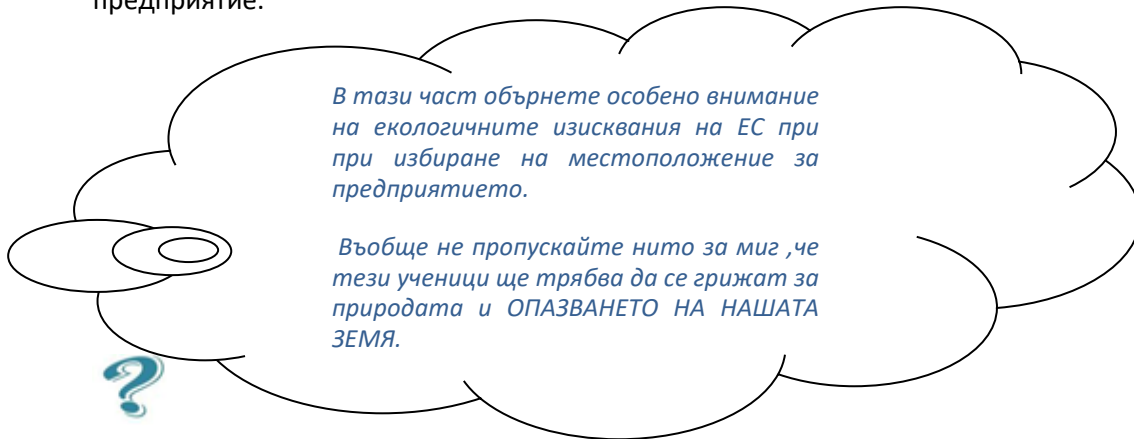 предприятие.
В тази част обърнете особено внимание
на екологичните изисквания на ЕС при
при избиране на местоположение за
предприятието.
Въобще не пропускайте нито за миг ,че
тези ученици ще трябва да се грижат за
природата и ОПАЗВАНЕТО НА НАШАТА
ЗЕМЯ.
?